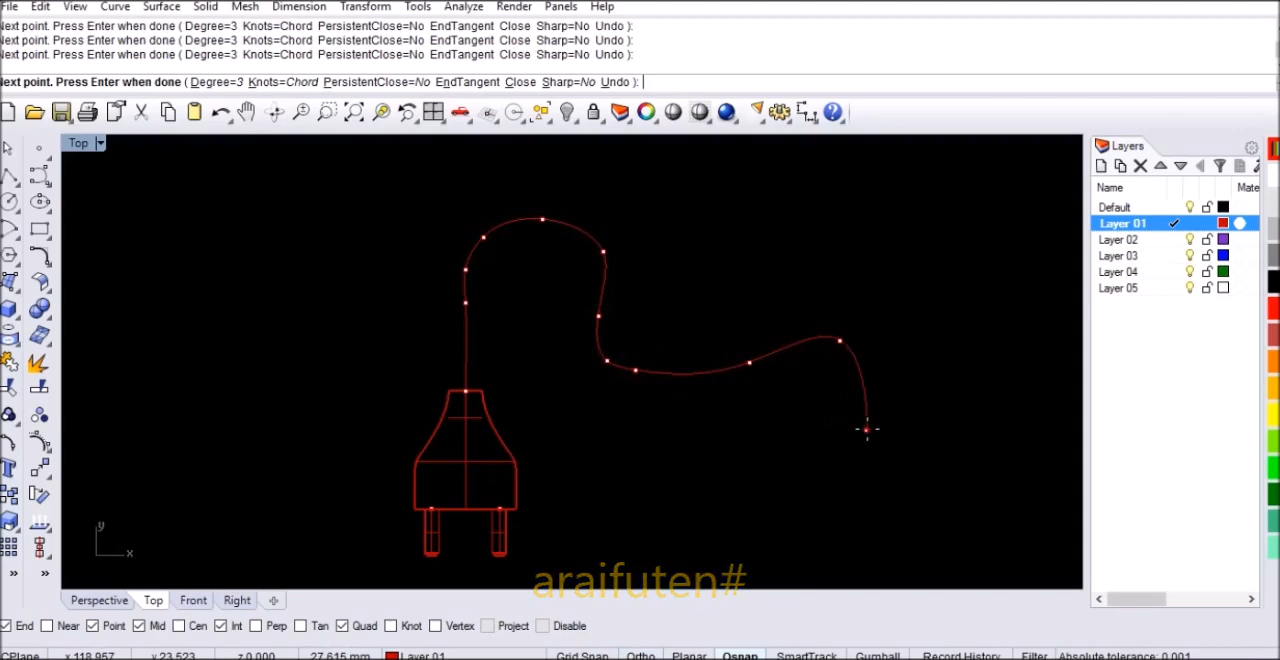 File Edit View Curve Surface Solid Mesh Dimension Transform Tools Analyze Render Panels Help
Next point. Press Enter when done ( Degree=3 Knots=Chord PersistentClose=No EndTangent Close Sharp=No Undo ):
Next point. Press Enter when done ( Degree=3 Knots=Chord PersistentClose=No EndTangent Close Sharp=No Undo ):
Next point. Press Enter when done ( Degree=3 Knots=Chord PersistentClose=No EndTangent Close Sharp=No Undo ):
Next point. Press Enter when done ( Degree=3 Knots=Chord PersistentClose=No EndTangent Close Sharp=No Undo ):
Top
Layers
Name Mate
Default
Layer 01
Layer 02
Layer 03
Layer 04
Layer 05
y
x
araifuten#
Perspective Top Front Right
End Near Point Mid Cen Int Perp Tan Quad Knot Vertex Project Disable
CPlane x 118.957 y 23.523 z 0.000 27.615 mm Layer 01 Grid Snap Ortho Planar Osnap SmartTrack Gumball Record History Filter Absolute tolerance: 0.001